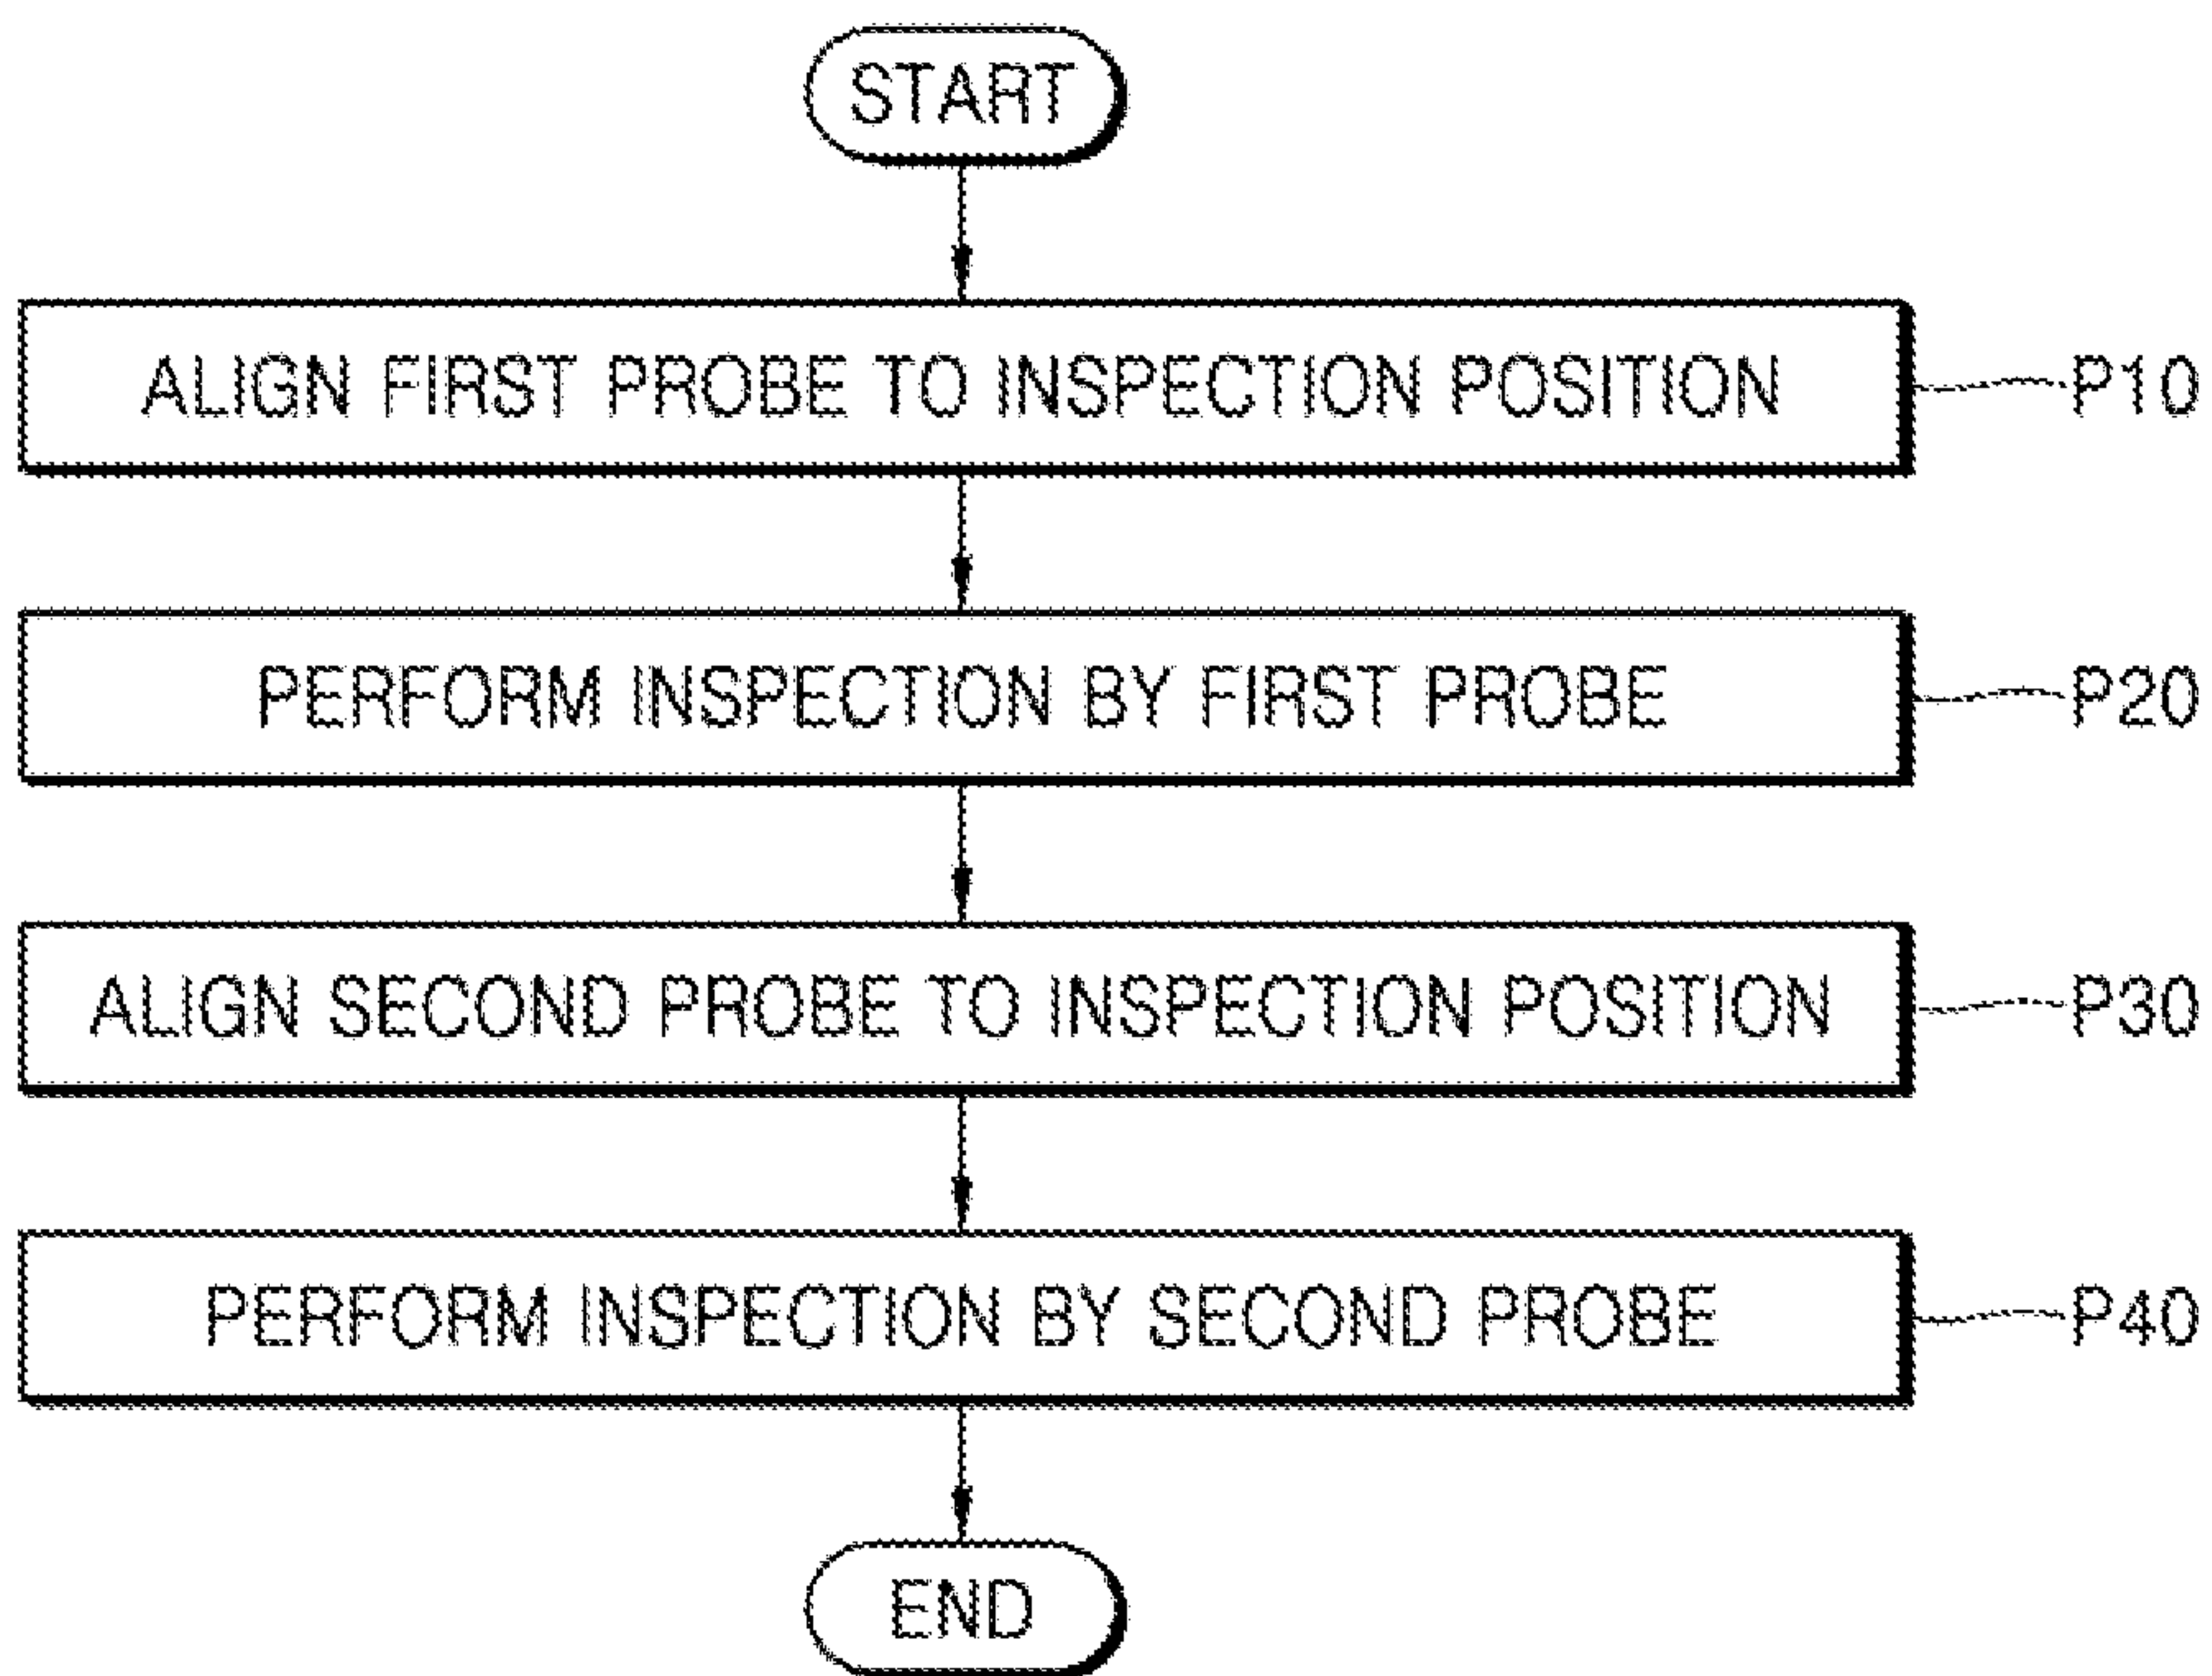 START
ALIGN FIRST PROBE TO INSPECTION POSITION P10
PERFORM INSPECTION BY FIRST PROBE P20
ALIGN SECOND PROBE TO INSPECTION POSITION P30
PERFORM INSPECTION BY SECOND PROBE P40
END